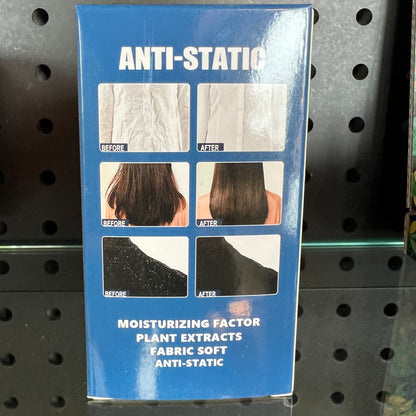 ANTI-STATIC
BEFORE
AFTER
BEFORE
AFTER
BEFORE
AFTER
MOISTURIZING FACTOR
PLANT EXTRACTS
FABRIC SOFT
ANTI-STATIC